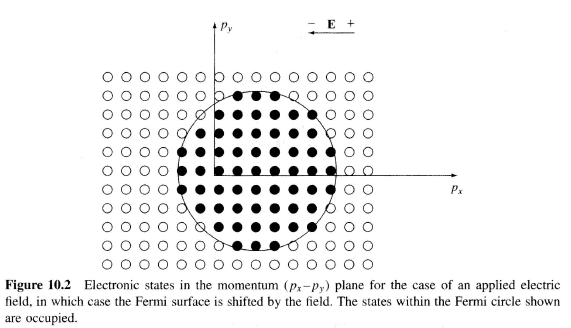 p_y
− E +
p_x
Figure 10.2 Electronic states in the momentum (p_x–p_y) plane for the case of an applied electric
field, in which case the Fermi surface is shifted by the field. The states within the Fermi circle shown
are occupied.